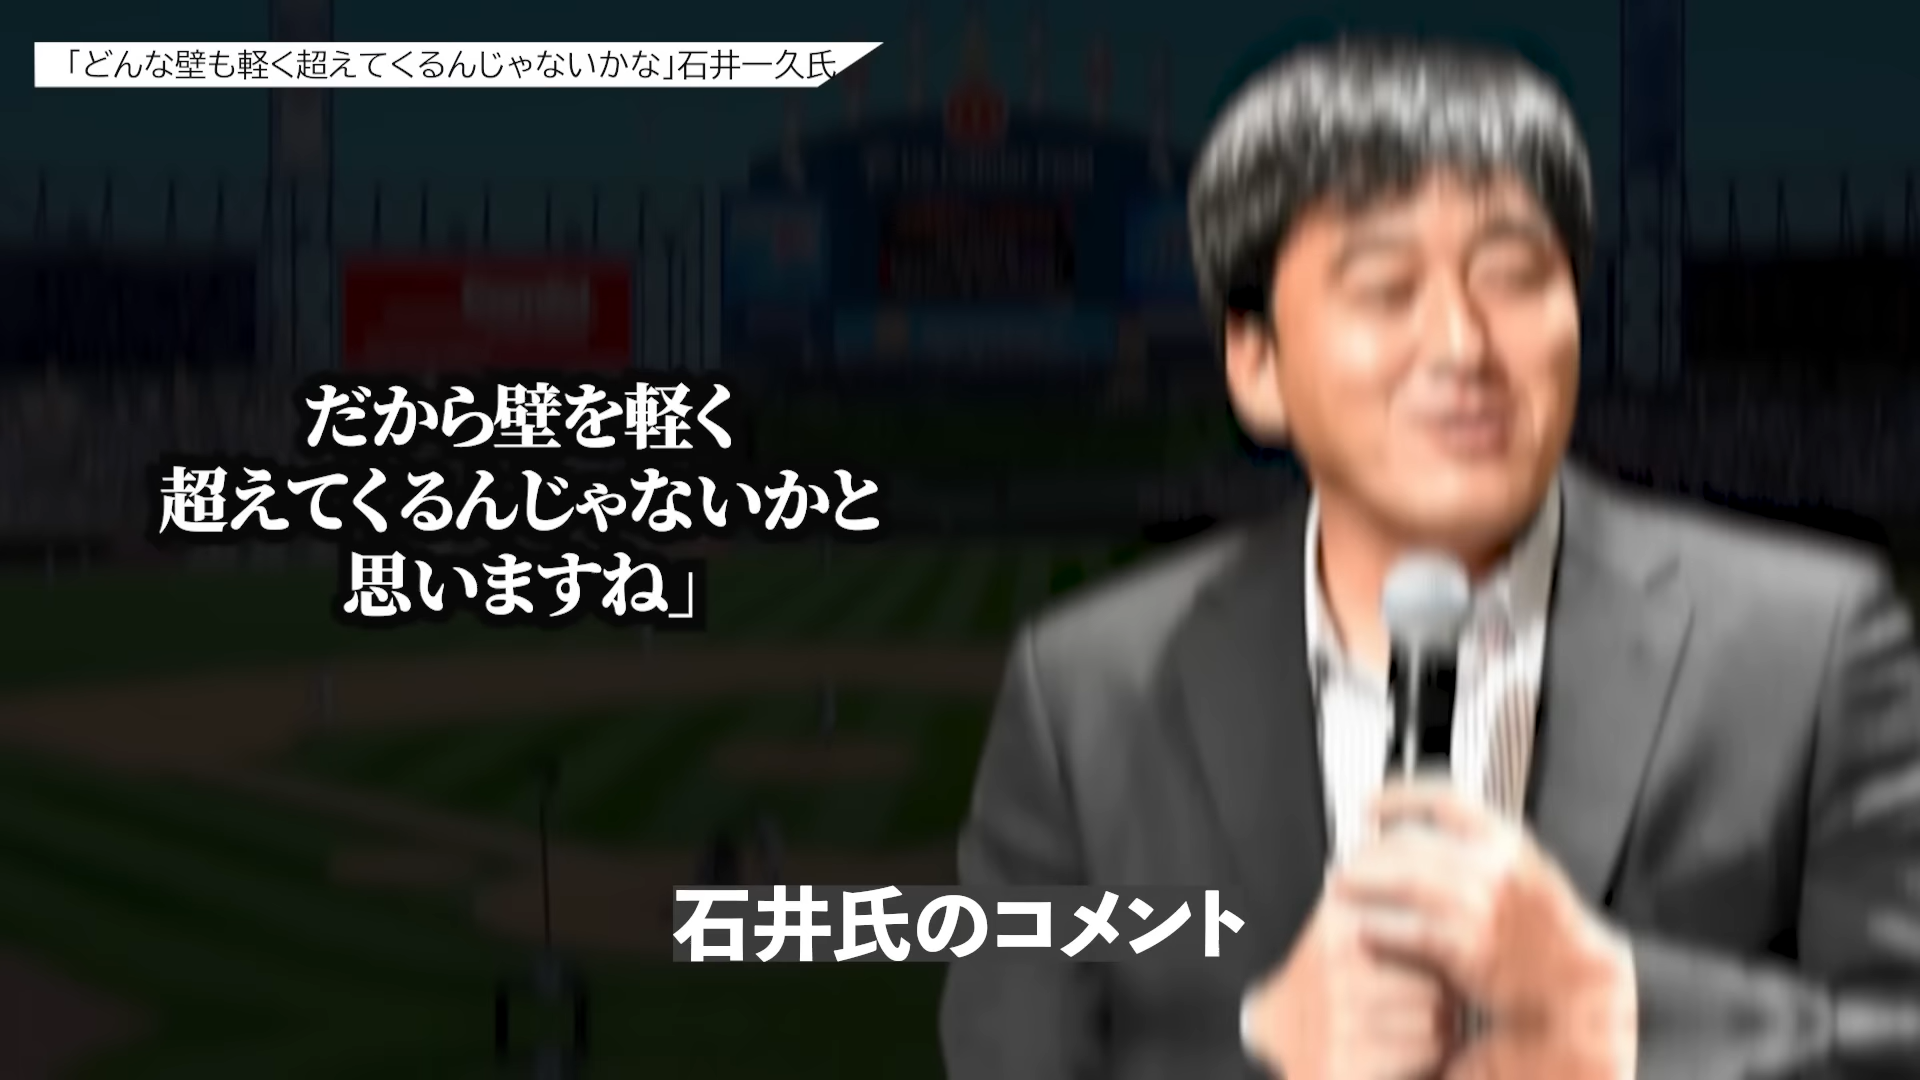 「どんな壁も軽く超えてくるんじゃないかな」石井一久氏
だから壁を軽く
超えてくるんじゃないかと
思いますね」
石井氏のコメント